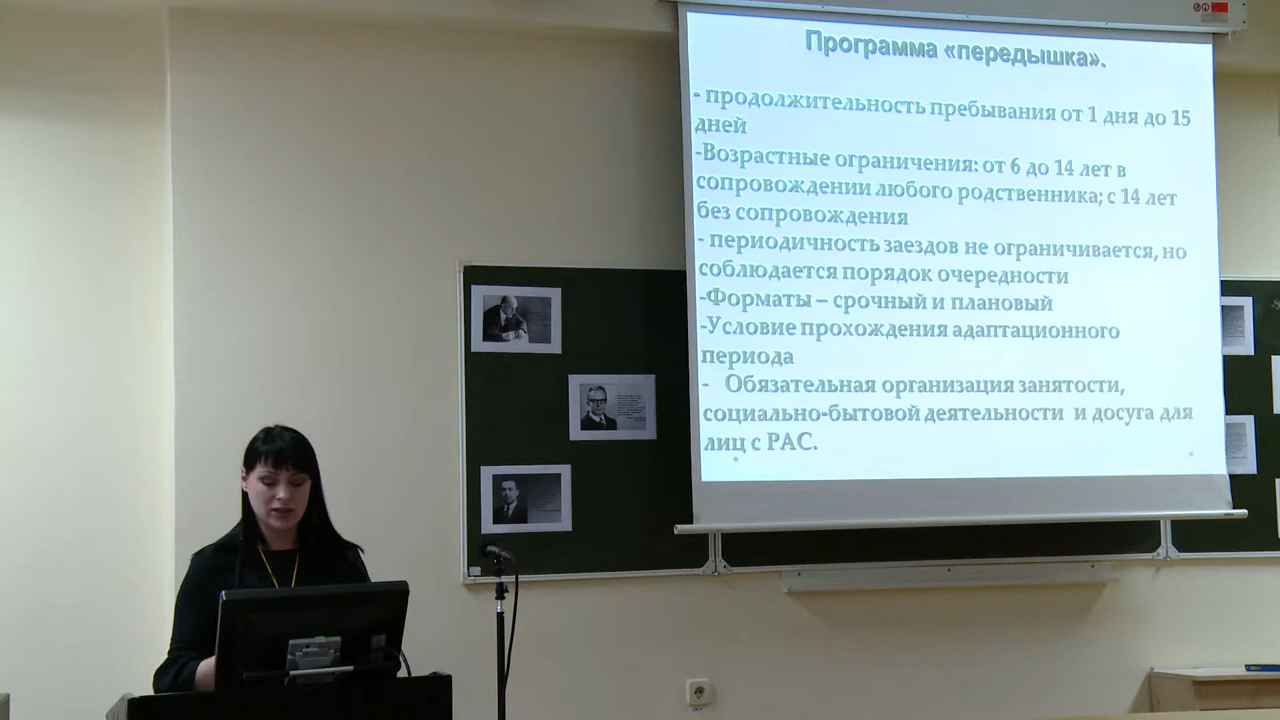 Программа «передышка».
- продолжительность пребывания от 1 дня до 15
дней
-Возрастные ограничения: от 6 до 14 лет в
сопровождении любого родственника; с 14 лет
без сопровождения
- периодичность заездов не ограничивается, но
соблюдается порядок очередности
-Форматы – срочный и плановый
-Условие прохождения адаптационного
периода
- Обязательная организация занятости,
социально-бытовой деятельности и досуга для
лиц с РАС.